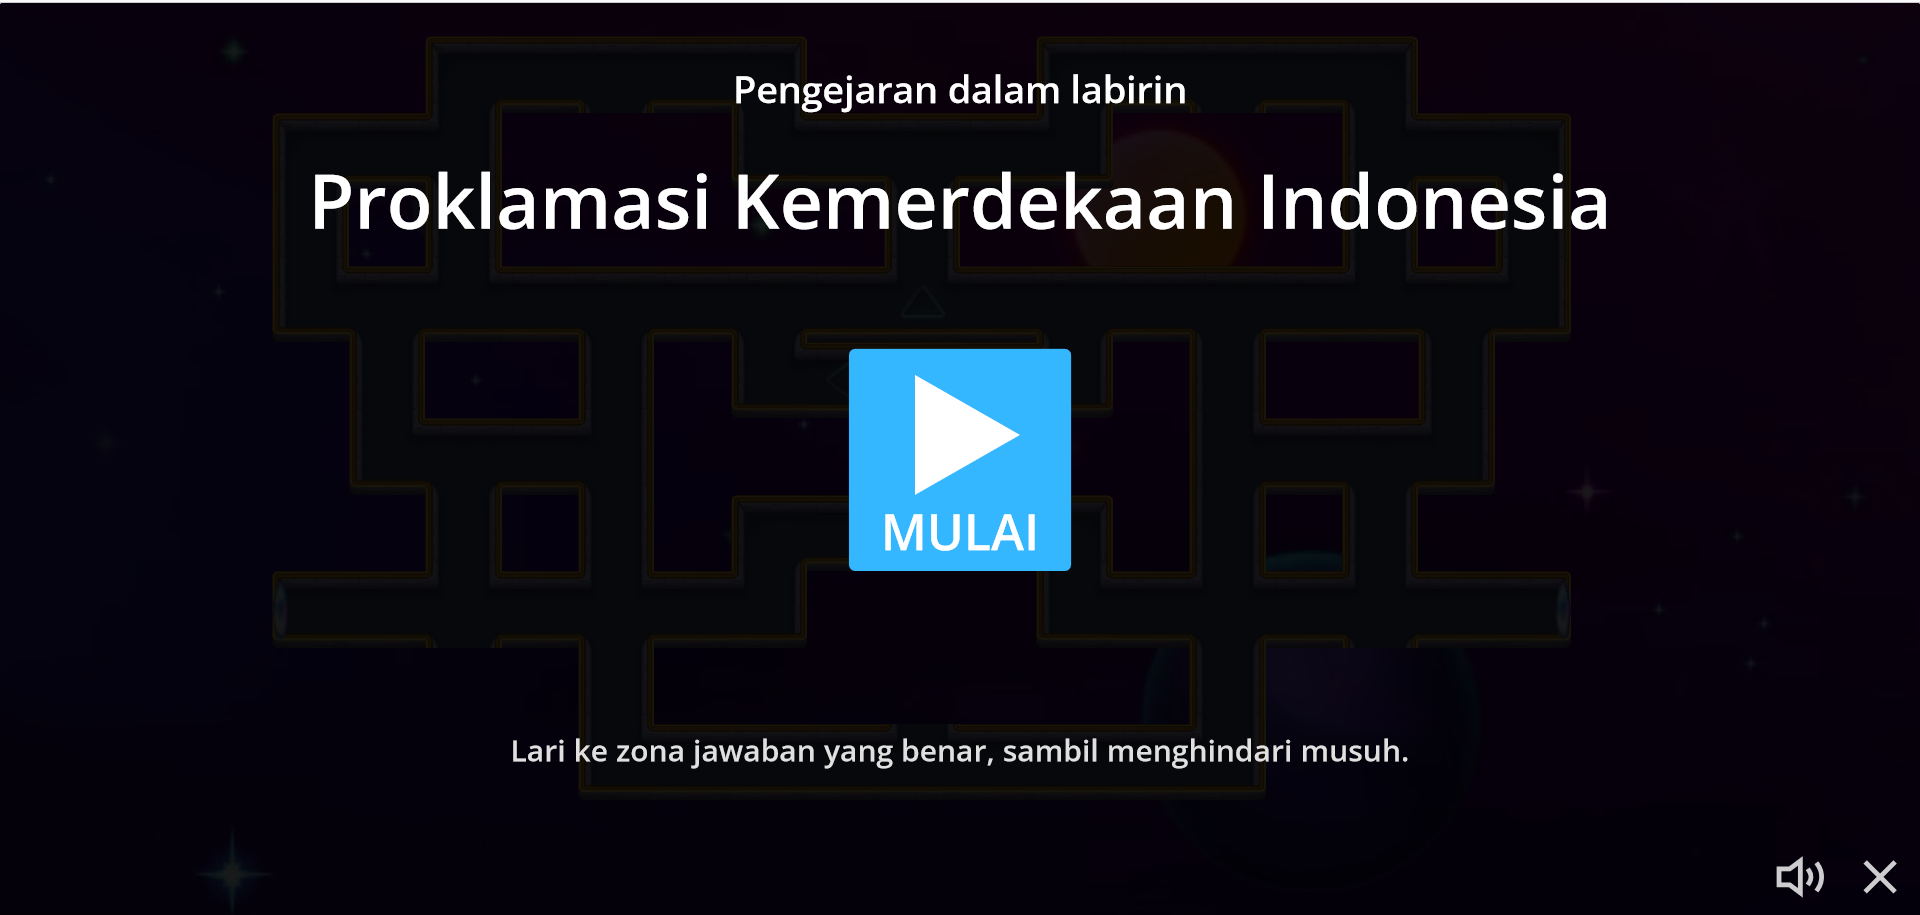 Pengejaran dalam labirin
Proklamasi Kemerdekaan Indonesia
MULAI
Lari ke zona jawaban yang benar, sambil menghindari musuh.